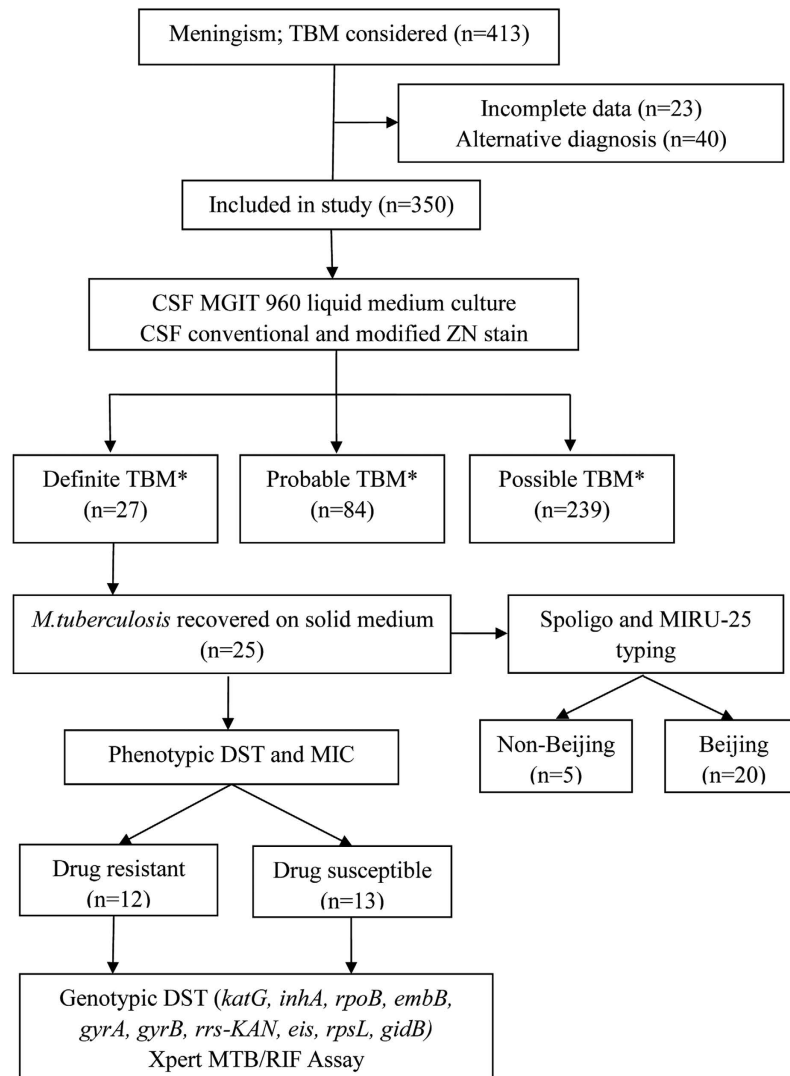 Meningism; TBM considered (n=413)
Incomplete data (n=23)
Alternative diagnosis (n=40)
Included in study (n=350)
CSF MGIT 960 liquid medium culture
CSF conventional and modified ZN stain
Definite TBM*
(n=27)
Probable TBM*
(n=84)
Possible TBM*
(n=239)
M.tuberculosis recovered on solid medium
(n=25)
Spoligo and MIRU-25
typing
Non-Beijing
(n=5)
Beijing
(n=20)
Phenotypic DST and MIC
Drug resistant
(n=12)
Drug susceptible
(n=13)
Genotypic DST (katG, inhA, rpoB, embB,
gyrA, gyrB, rrs-KAN, eis, rpsL, gidB)
Xpert MTB/RIF Assay